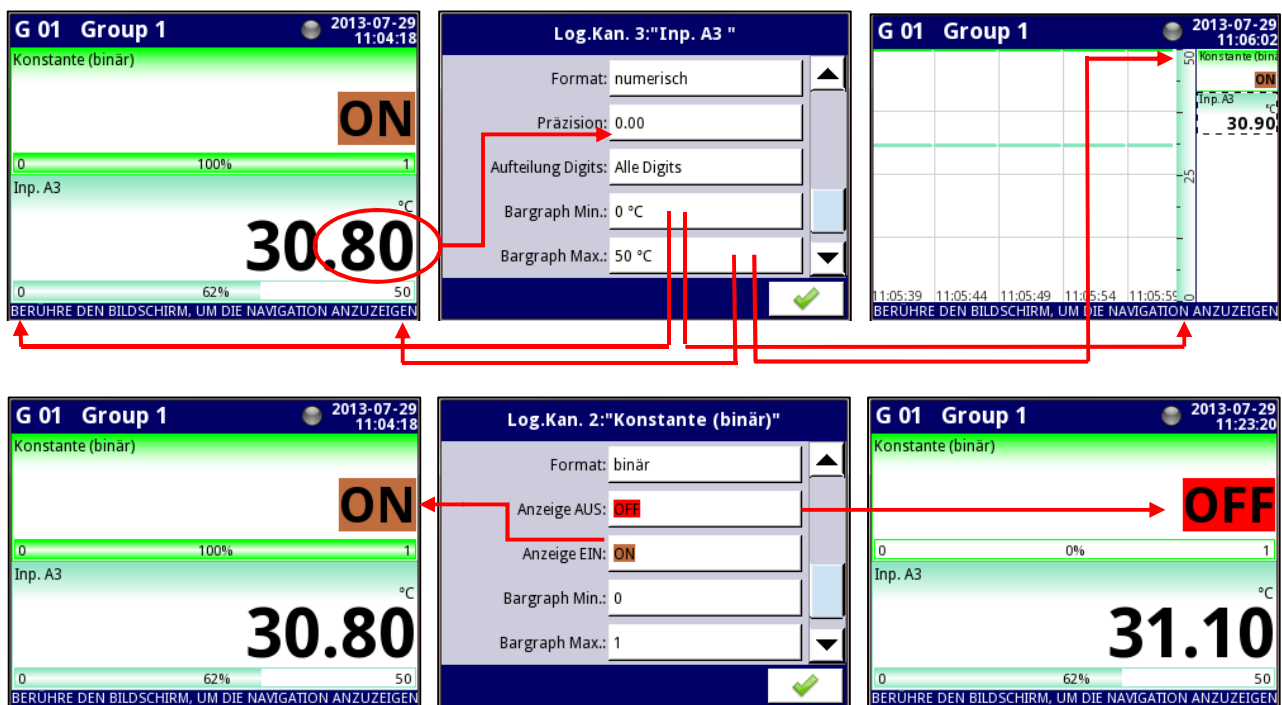 G 01 Group 1
2013-07-29
11:04:18
Konstante (binär)
ON
0 100% 1
Inp. A3
°C
30.80
0 62% 50
BERÜHRE DEN BILDSCHIRM, UM DIE NAVIGATION ANZUZEIGEN
Log.Kan. 3:"Inp. A3 "
Format: numerisch
Präzision: 0.00
Aufteilung Digits: Alle Digits
Bargraph Min.: 0 °C
Bargraph Max.: 50 °C
G 01 Group 1
2013-07-29
11:06:02
50
25
0
Konstante (binä
ON
Inp. A3
°C
30.90
11:05:39 11:05:44 11:05:49 11:05:54 11:05:59
BERÜHRE DEN BILDSCHIRM, UM DIE NAVIGATION ANZUZEIGEN
G 01 Group 1
2013-07-29
11:04:18
Konstante (binär)
ON
0 100% 1
Inp. A3
°C
30.80
0 62% 50
BERÜHRE DEN BILDSCHIRM, UM DIE NAVIGATION ANZUZEIGEN
Log.Kan. 2:"Konstante (binär)"
Format: binär
Anzeige AUS: OFF
Anzeige EIN: ON
Bargraph Min.: 0
Bargraph Max.: 1
G 01 Group 1
2013-07-29
11:23:20
Konstante (binär)
OFF
0 0% 1
Inp. A3
°C
31.10
0 62% 50
BERÜHRE DEN BILDSCHIRM, UM DIE NAVIGATION ANZUZEIGEN